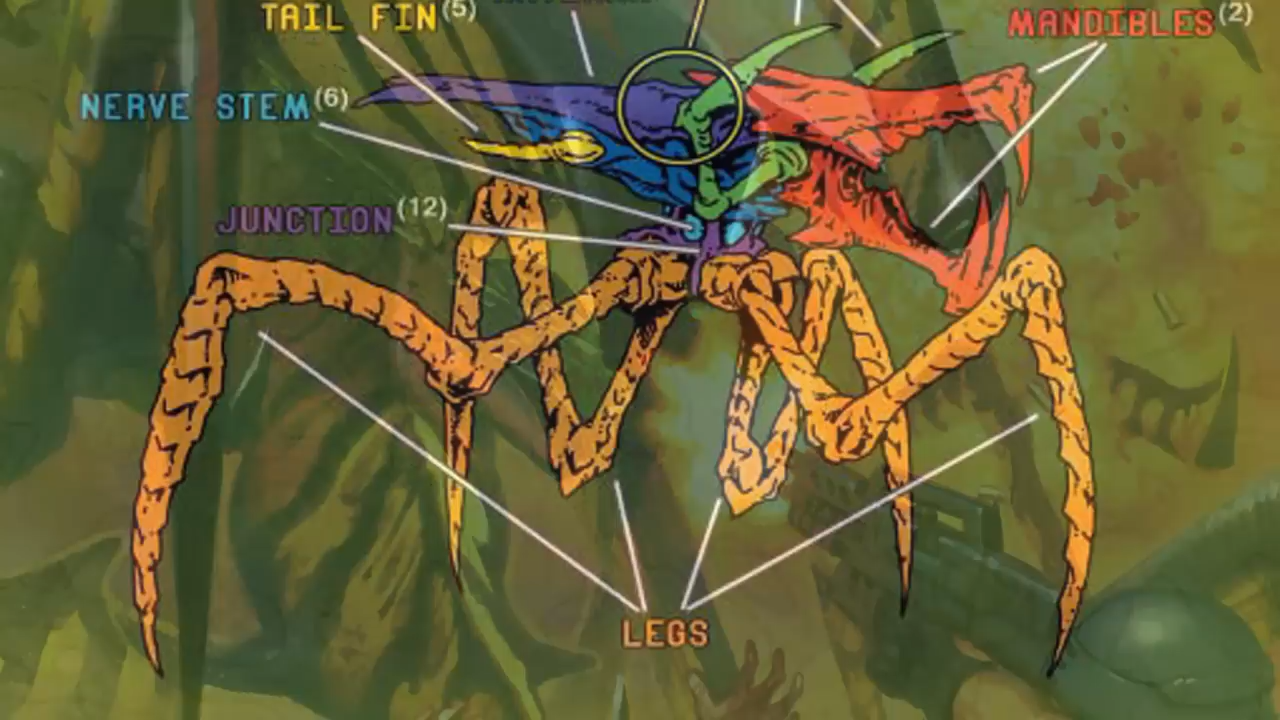 TAIL FIN(5)
MANDIBLES(2)
NERVE STEM(6)
JUNCTION(12)
LEGS